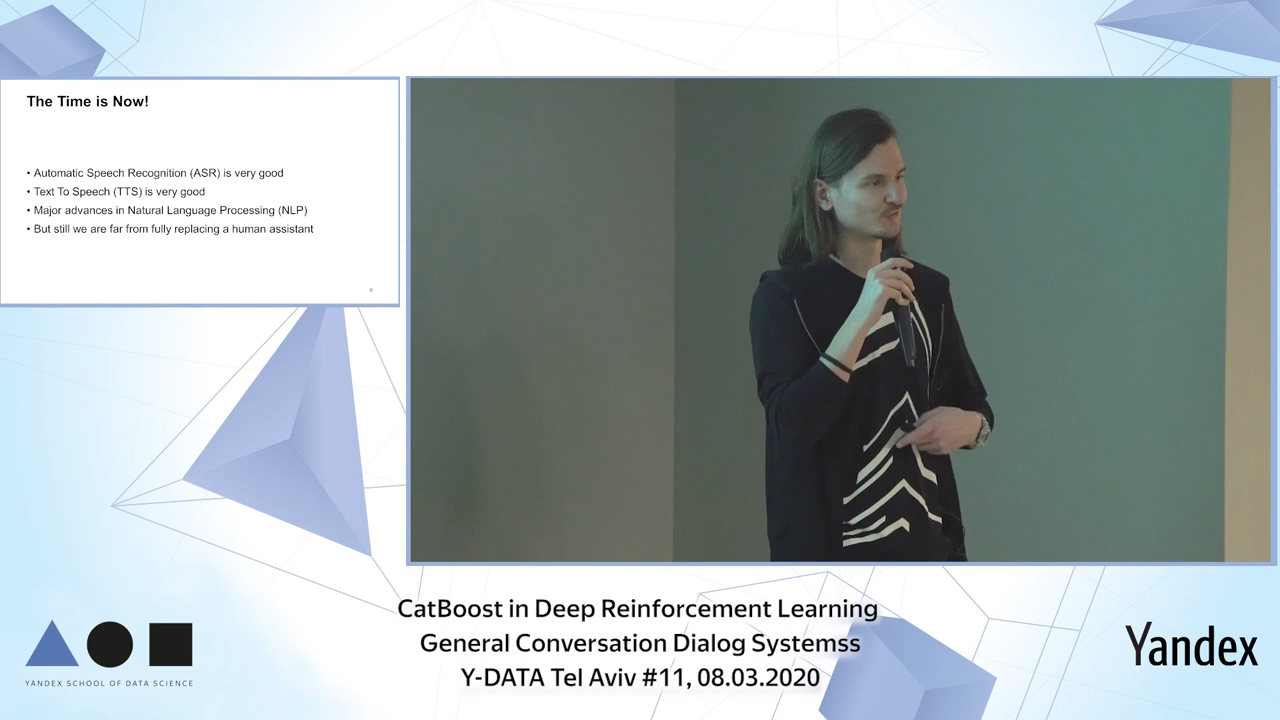 The Time is Now!
• Automatic Speech Recognition (ASR) is very good
• Text To Speech (TTS) is very good
• Major advances in Natural Language Processing (NLP)
• But still we are far from fully replacing a human assistant
6
CatBoost in Deep Reinforcement Learning
General Conversation Dialog Systemss
Y-DATA Tel Aviv #11, 08.03.2020
YANDEX SCHOOL OF DATA SCIENCE
Yandex